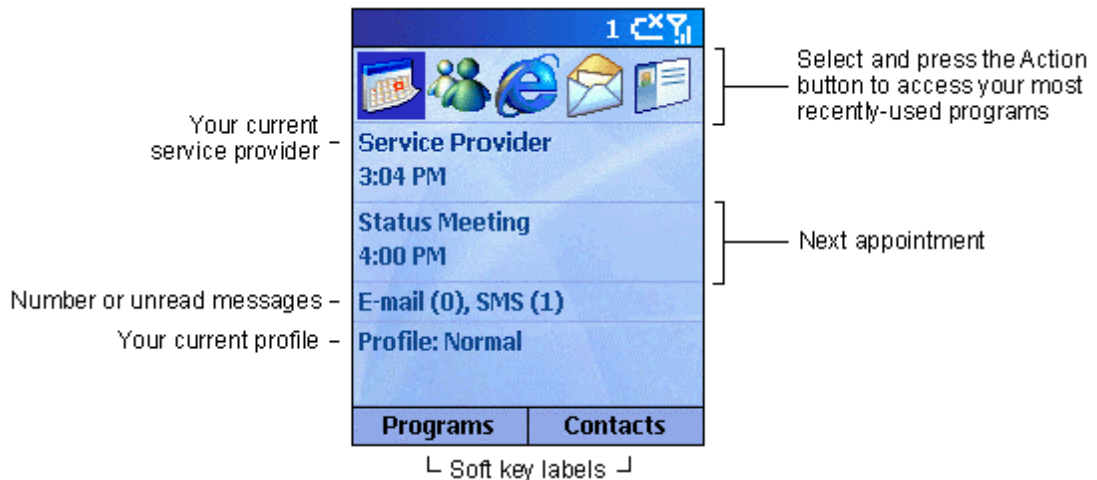 1
Select and press the Action
button to access your most
recently-used programs
Your current
service provider
Service Provider
3:04 PM
Status Meeting
4:00 PM
Next appointment
Number or unread messages
E-mail (0), SMS (1)
Your current profile
Profile: Normal
Programs
Contacts
Soft key labels